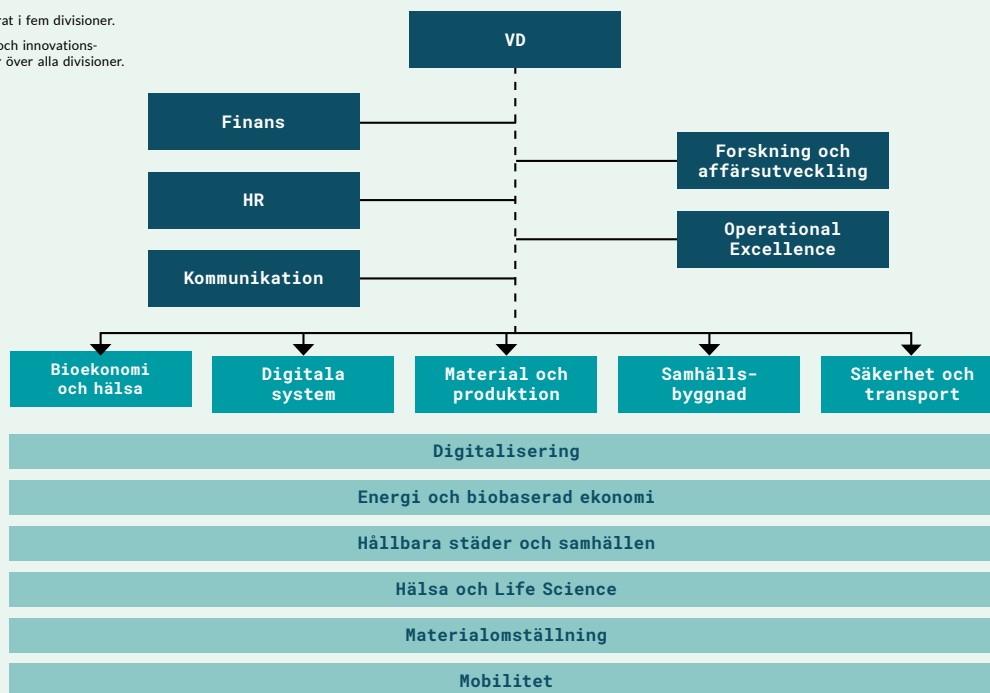 i fem divisioner.
och innovations-
över alla divisioner.
VD
Finans
Forskning och
affärsutveckling
HR
Operational
Excellence
Kommunikation
Bioekonomi
och hälsa
Digitala
system
Material och
produktion
Samhälls-
byggnad
Säkerhet och
transport
Digitalisering
Energi och biobaserad ekonomi
Hållbara städer och samhällen
Hälsa och Life Science
Materialomställning
Mobilitet